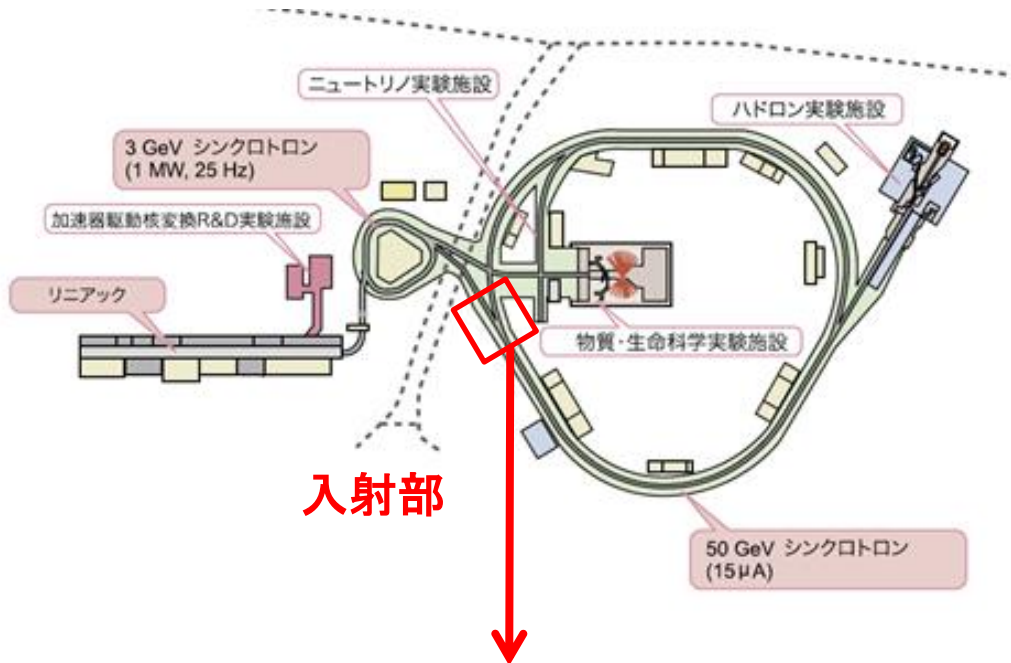 ニュートリノ実験施設
ハドロン実験施設
3 GeV シンクロトロン
(1 MW, 25 Hz)
加速器駆動核変換R&D実験施設
リニアック
物質・生命科学実験施設
入射部
50 GeV シンクロトロン
(15μA)